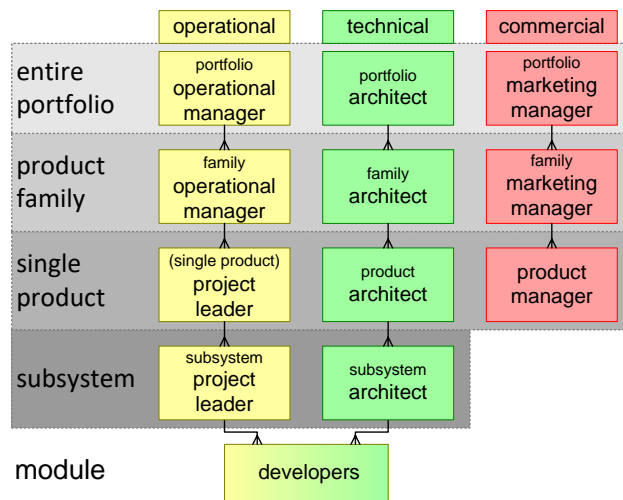 operational
technical
commercial
entire
portfolio
portfolio
operational
manager
portfolio
architect
portfolio
marketing
manager
product
family
family
operational
manager
family
architect
family
marketing
manager
single
product
(single product)
project
leader
product
architect
product
manager
subsystem
subsystem
project
leader
subsystem
architect
module
developers